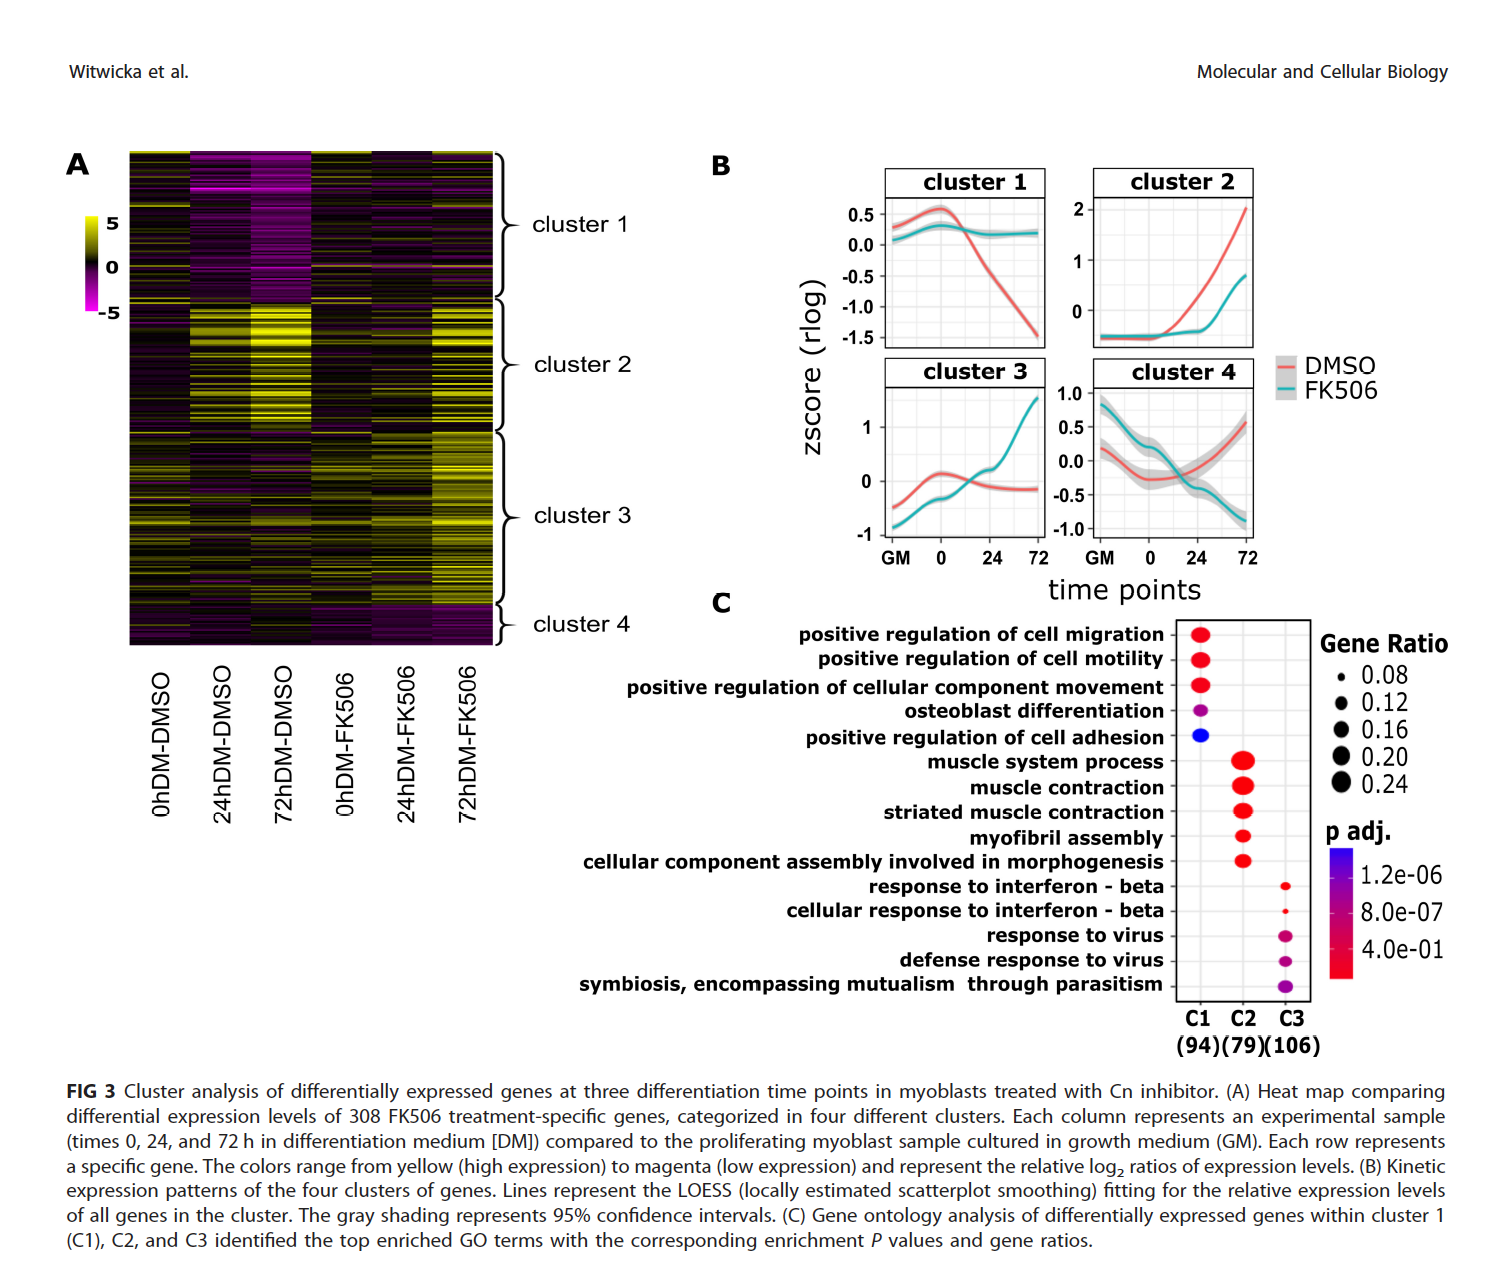 Witwicka et al.
Molecular and Cellular Biology
A
5
0
-5
cluster 1
cluster 2
cluster 3
cluster 4
0hDM-DMSO
24hDM-DMSO
72hDM-DMSO
0hDM-FK506
24hDM-FK506
72hDM-FK506
B
zscore (rlog)
cluster 1
0.5
0.0
-0.5
-1.0
-1.5
cluster 2
2
1
0
cluster 3
1
0
-1
GM 0 24 72
cluster 4
1.0
0.5
0.0
-0.5
-1.0
GM 0 24 72
time points
DMSO
FK506
C
positive regulation of cell migration
positive regulation of cell motility
positive regulation of cellular component movement
osteoblast differentiation
positive regulation of cell adhesion
muscle system process
muscle contraction
striated muscle contraction
myofibril assembly
cellular component assembly involved in morphogenesis
response to interferon - beta
cellular response to interferon - beta
response to virus
defense response to virus
symbiosis, encompassing mutualism through parasitism
C1 C2 C3
(94)(79)(106)
Gene Ratio
0.08
0.12
0.16
0.20
0.24
p adj.
1.2e-06
8.0e-07
4.0e-01
FIG 3 Cluster analysis of differentially expressed genes at three differentiation time points in myoblasts treated with Cn inhibitor. (A) Heat map comparing
differential expression levels of 308 FK506 treatment-specific genes, categorized in four different clusters. Each column represents an experimental sample
(times 0, 24, and 72 h in differentiation medium [DM]) compared to the proliferating myoblast sample cultured in growth medium (GM). Each row represents
a specific gene. The colors range from yellow (high expression) to magenta (low expression) and represent the relative log2 ratios of expression levels. (B) Kinetic
expression patterns of the four clusters of genes. Lines represent the LOESS (locally estimated scatterplot smoothing) fitting for the relative expression levels
of all genes in the cluster. The gray shading represents 95% confidence intervals. (C) Gene ontology analysis of differentially expressed genes within cluster 1
(C1), C2, and C3 identified the top enriched GO terms with the corresponding enrichment P values and gene ratios.